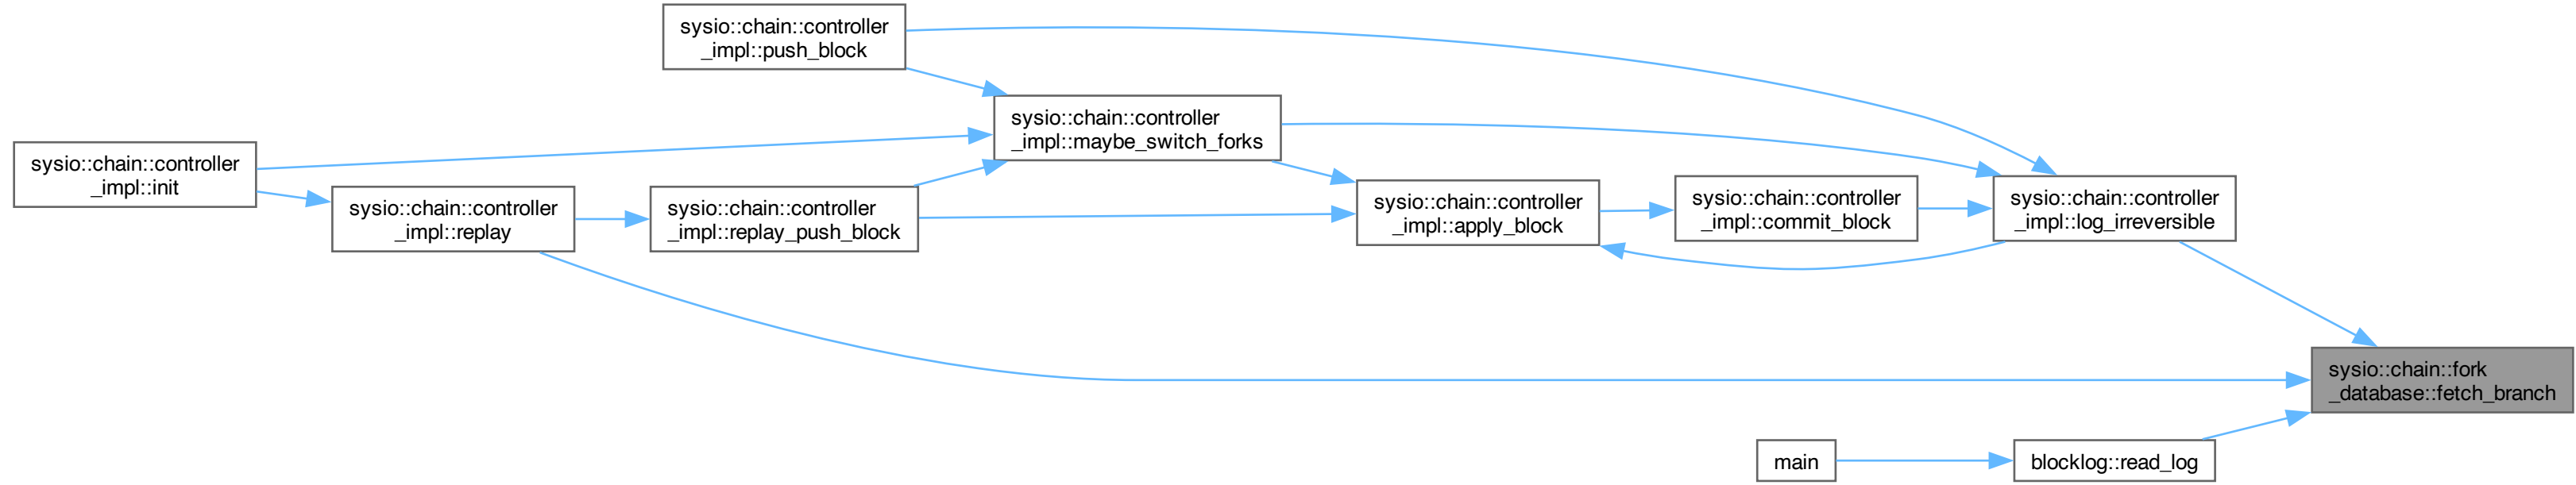 sysio::chain::controller
_impl::push_block
sysio::chain::controller
_impl::maybe_switch_forks
sysio::chain::controller
_impl::init
sysio::chain::controller
_impl::replay
sysio::chain::controller
_impl::replay_push_block
sysio::chain::controller
_impl::apply_block
sysio::chain::controller
_impl::commit_block
sysio::chain::controller
_impl::log_irreversible
sysio::chain::fork
_database::fetch_branch
main
blocklog::read_log